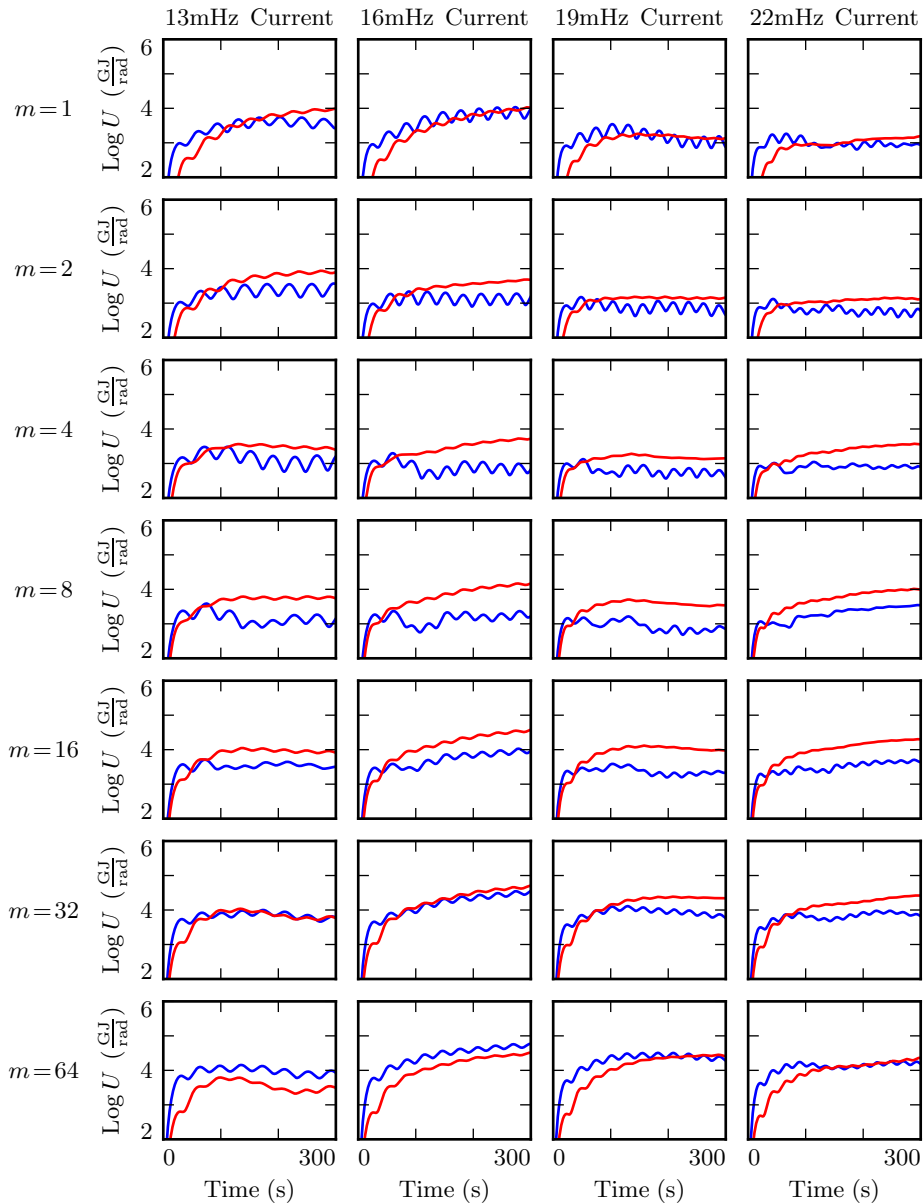 13mHz Current 16mHz Current 19mHz Current 22mHz Current
m=1 Log U (GJ/rad) 6 4 2
m=2 Log U (GJ/rad) 6 4 2
m=4 Log U (GJ/rad) 6 4 2
m=8 Log U (GJ/rad) 6 4 2
m=16 Log U (GJ/rad) 6 4 2
m=32 Log U (GJ/rad) 6 4 2
m=64 Log U (GJ/rad) 6 4 2
0 300 0 300 0 300 0 300
Time (s) Time (s) Time (s) Time (s)